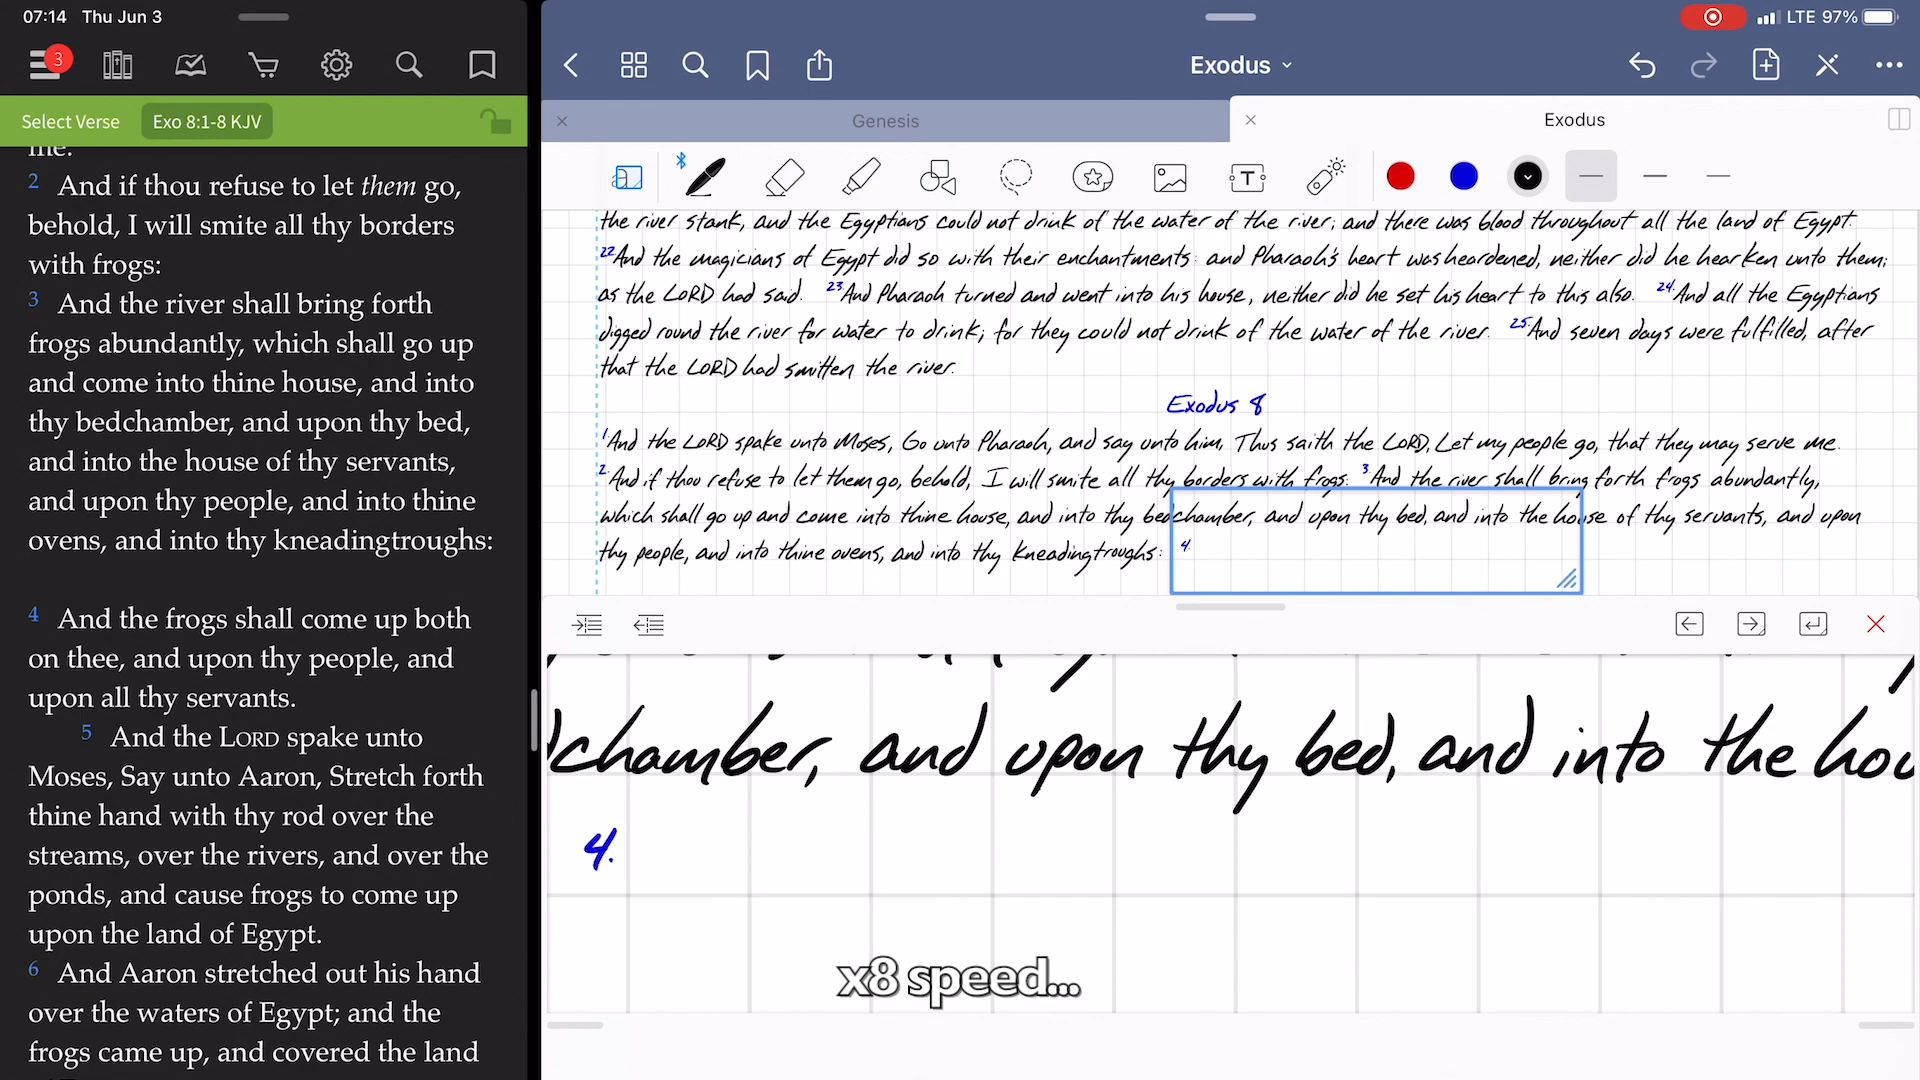 07:14 Thu Jun 3
3
Select Verse Exo 8:1-8 KJV
me.
2 And if thou refuse to let them go,
behold, I will smite all thy borders
with frogs:
3 And the river shall bring forth
frogs abundantly, which shall go up
and come into thine house, and into
thy bedchamber, and upon thy bed,
and into the house of thy servants,
and upon thy people, and into thine
ovens, and into thy kneadingtroughs:
4 And the frogs shall come up both
on thee, and upon thy people, and
upon all thy servants.
5 And the LORD spake unto
Moses, Say unto Aaron, Stretch forth
thine hand with thy rod over the
streams, over the rivers, and over the
ponds, and cause frogs to come up
upon the land of Egypt.
6 And Aaron stretched out his hand
over the waters of Egypt; and the
frogs came up, and covered the land
LTE 97%
Exodus
Genesis
Exodus
the river stank, and the Egyptians could not drink of the water of the river; and there was blood throughout all the land of Egypt.
22 And the magicians of Egypt did so with their enchantments: and Pharaoh's heart was heardened, neither did he hearken unto them;
as the LORD had said. 23. And Pharaoh turned and went into his house, neither did he set his heart to this also. 24. And all the Egyptians
digged round the river for water to drink; for they could not drink of the water of the river. 25 And seven days were fulfilled, after
that the LORD had smitten the river.
Exodus 8
1 And the LORD spake unto Moses, Go unto Pharaoh, and say unto him, Thus saith the LORD, Let my people go, that they may serve me.
2. And if thou refuse to let them go, behold, I will smite all thy borders with frogs: 3. And the river shall bring forth frogs abundantly,
which shall go up and come into thine house, and into thy bedchamber, and upon thy bed, and into the house of thy servants, and upon
thy people, and into thine ovens, and into thy kneadingtroughs: 4.
chamber, and upon thy bed, and into the hou
4.
x8 speed...